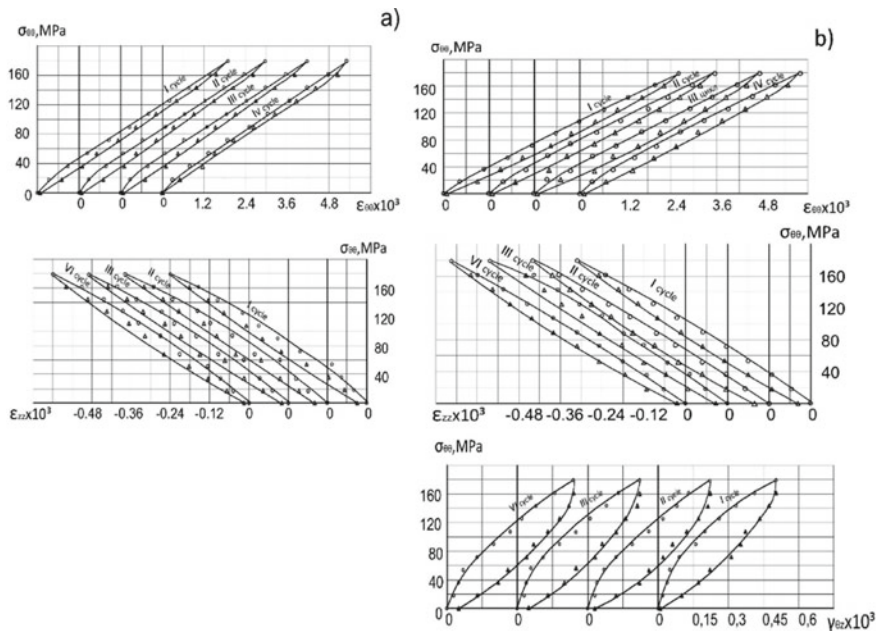 a)
σθθ,MPa
160
120
80
40
0
I cycle
II cycle
III cycle
IV cycle
0 0 0 1.2 2.4 3.6 4.8
εθθx10³
b)
σθθ,MPa
160
120
80
40
0
I cycle
II cycle
III
IV cycle
0 0 0 1.2 2.4 3.6 4.8
εθθx10³
σθθ,MPa
160
120
80
40
VI cycle
III cycle
II cycle
I cycle
εzzx10³ -0.48 -0.36 -0.24 -0.12 0 0 0 0
σθθ,MPa
160
120
80
40
VI cycle
III cycle
II cycle
I cycle
εzzx10³ -0.48 -0.36 -0.24 -0.12 0 0 0 0
σθθ,MPa
160
120
80
40
0
VI cycle
III cycle
II cycle
I cycle
0 0 0 0,15 0,3 0,45 0,6 γθzx10³